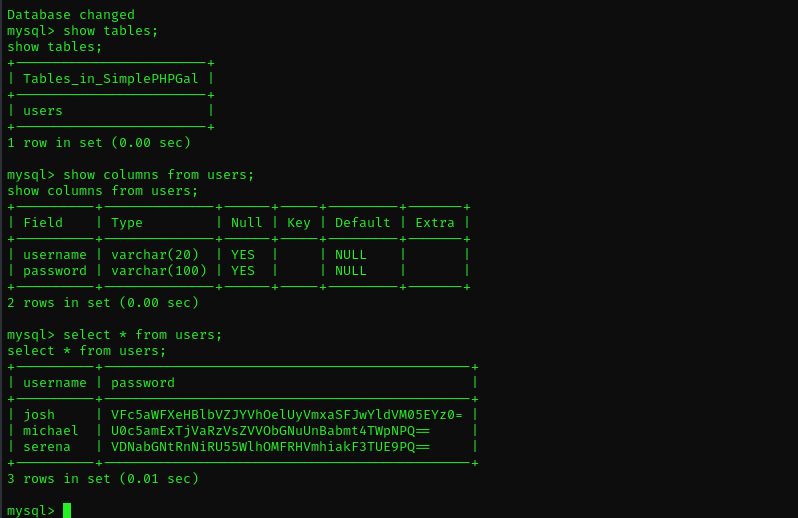 Database changed
mysql> show tables;
show tables;
+-------------------------+
| Tables_in_SimplePHPGal |
+-------------------------+
| users |
+-------------------------+
1 row in set (0.00 sec)
mysql> show columns from users;
show columns from users;
+----------+--------------+------+-----+---------+-------+
| Field | Type | Null | Key | Default | Extra |
+----------+--------------+------+-----+---------+-------+
| username | varchar(20) | YES | | NULL | |
| password | varchar(100) | YES | | NULL | |
+----------+--------------+------+-----+---------+-------+
2 rows in set (0.00 sec)
mysql> select * from users;
select * from users;
+----------+----------------------------------------------+
| username | password |
+----------+----------------------------------------------+
| josh | VFc5aWFXeHBlbVZJYVhOelUyVmxaSFJwYldVM05EYz0= |
| michael | U0c5amExTjVaRzVsZVVObGNuUnBabmt4TWpNPQ== |
| serena | VDNabGNtRnNiRU55WlhOMFRHVmhiakF3TUE9PQ== |
+----------+----------------------------------------------+
3 rows in set (0.01 sec)
mysql>